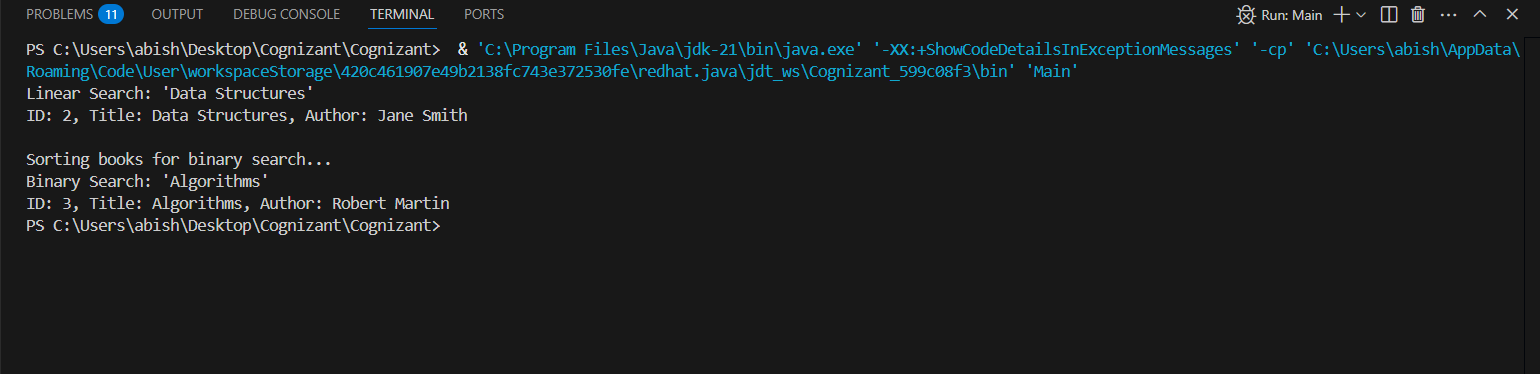 PROBLEMS 11 OUTPUT DEBUG CONSOLE TERMINAL PORTS Run: Main
PS C:\Users\abish\Desktop\Cognizant\Cognizant>  & 'C:\Program Files\Java\jdk-21\bin\java.exe' '-XX:+ShowCodeDetailsInExceptionMessages' '-cp' 'C:\Users\abish\AppData\
Roaming\Code\User\workspaceStorage\420c461907e49b2138fc743e372530fe\redhat.java\jdt_ws\Cognizant_599c08f3\bin' 'Main'
Linear Search: 'Data Structures'
ID: 2, Title: Data Structures, Author: Jane Smith
Sorting books for binary search...
Binary Search: 'Algorithms'
ID: 3, Title: Algorithms, Author: Robert Martin
PS C:\Users\abish\Desktop\Cognizant\Cognizant>